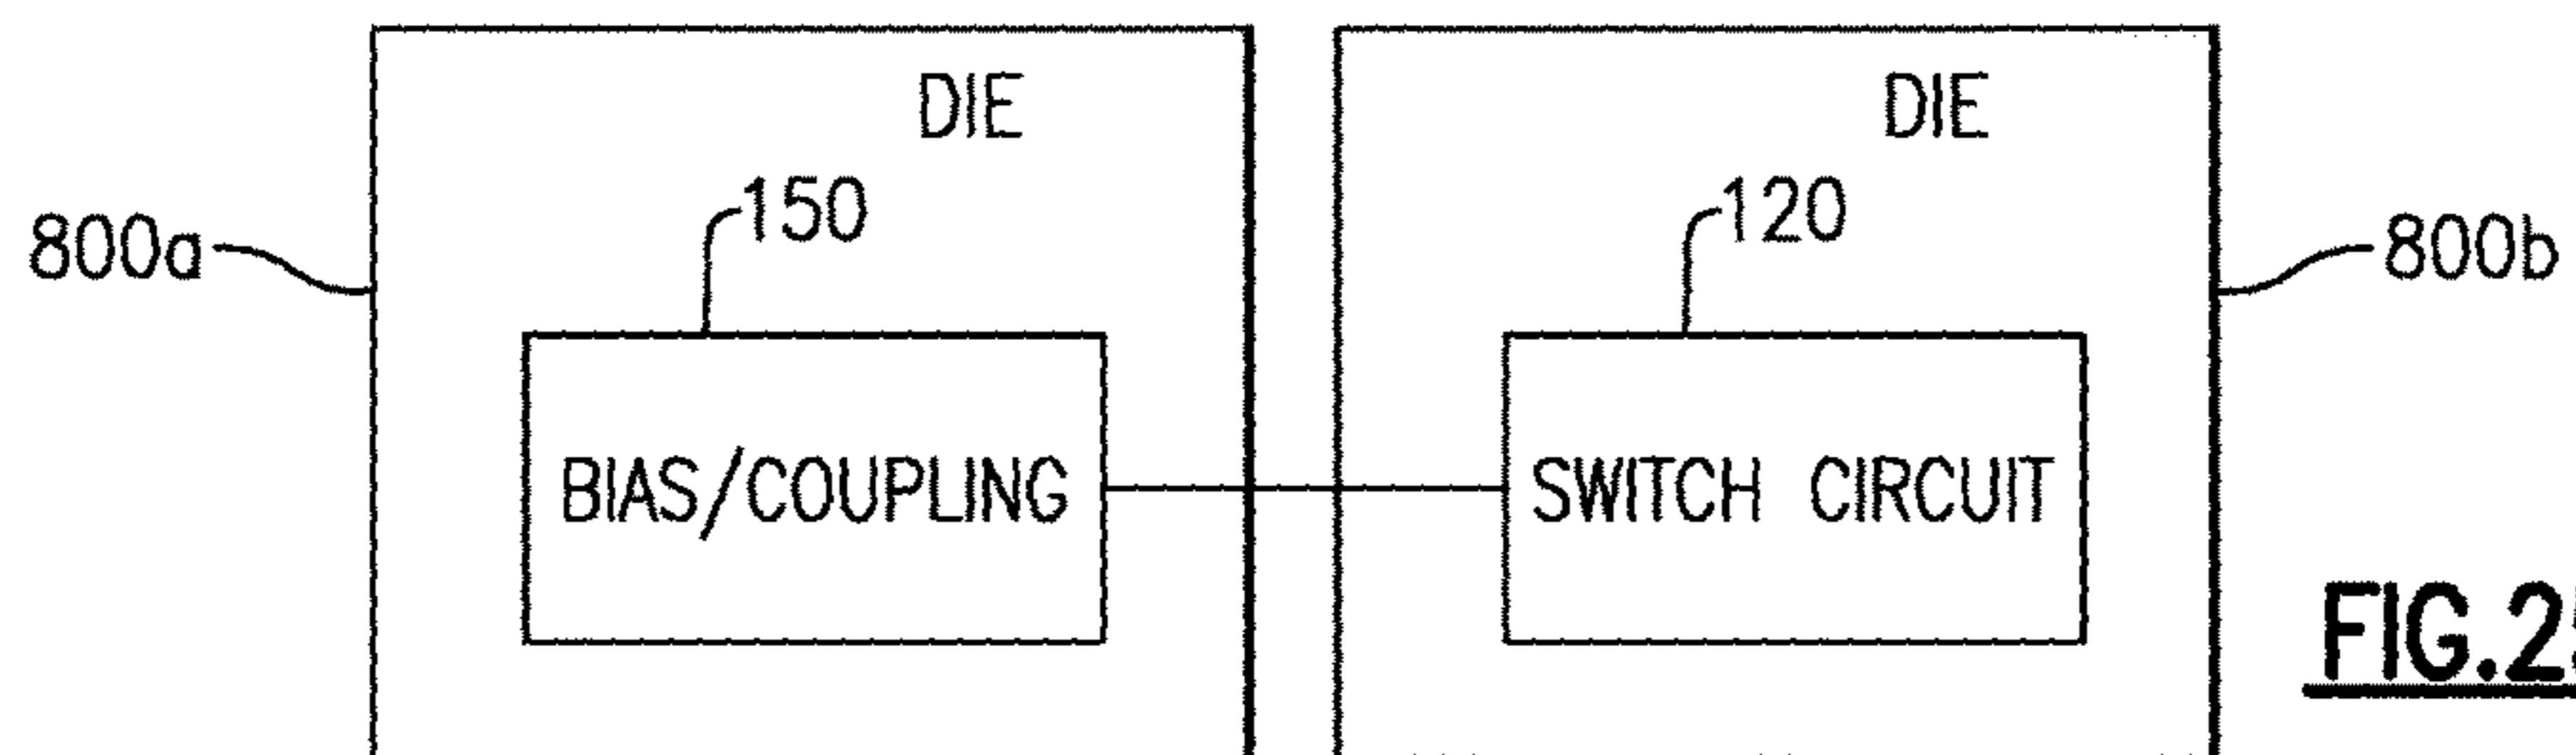 DIE
DIE
150
120
800a
800b
BIAS/COUPLING
SWITCH CIRCUIT